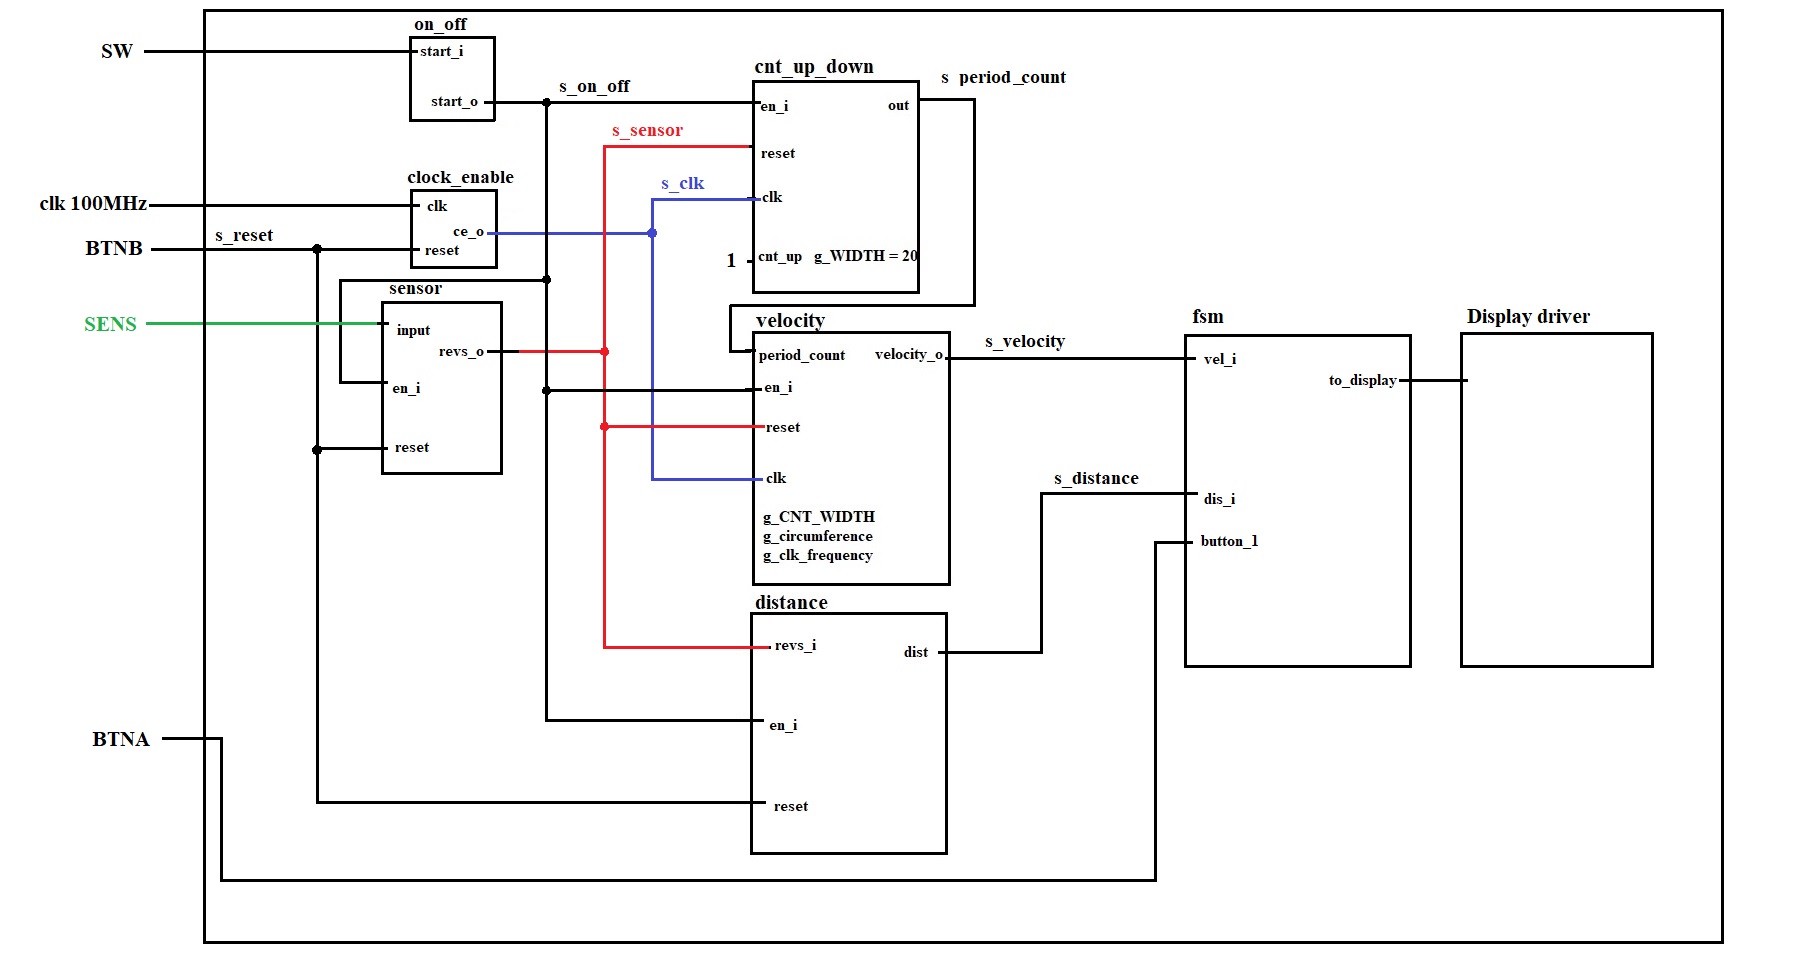 on_off
SW
start_i
start_o
s_on_off
cnt_up_down
s_period_count
en_i
out
s_sensor
reset
clock_enable
s_clk
clk
clk 100MHz
clk
ce_o
BTNB
s_reset
reset
1
cnt_up
g_WIDTH = 20
sensor
SENS
input
revs_o
en_i
reset
velocity
period_count
velocity_o
s_velocity
en_i
reset
clk
g_CNT_WIDTH
g_circumference
g_clk_frequency
fsm
vel_i
to_display
Display driver
s_distance
dis_i
button_1
distance
revs_i
dist
en_i
BTNA
reset